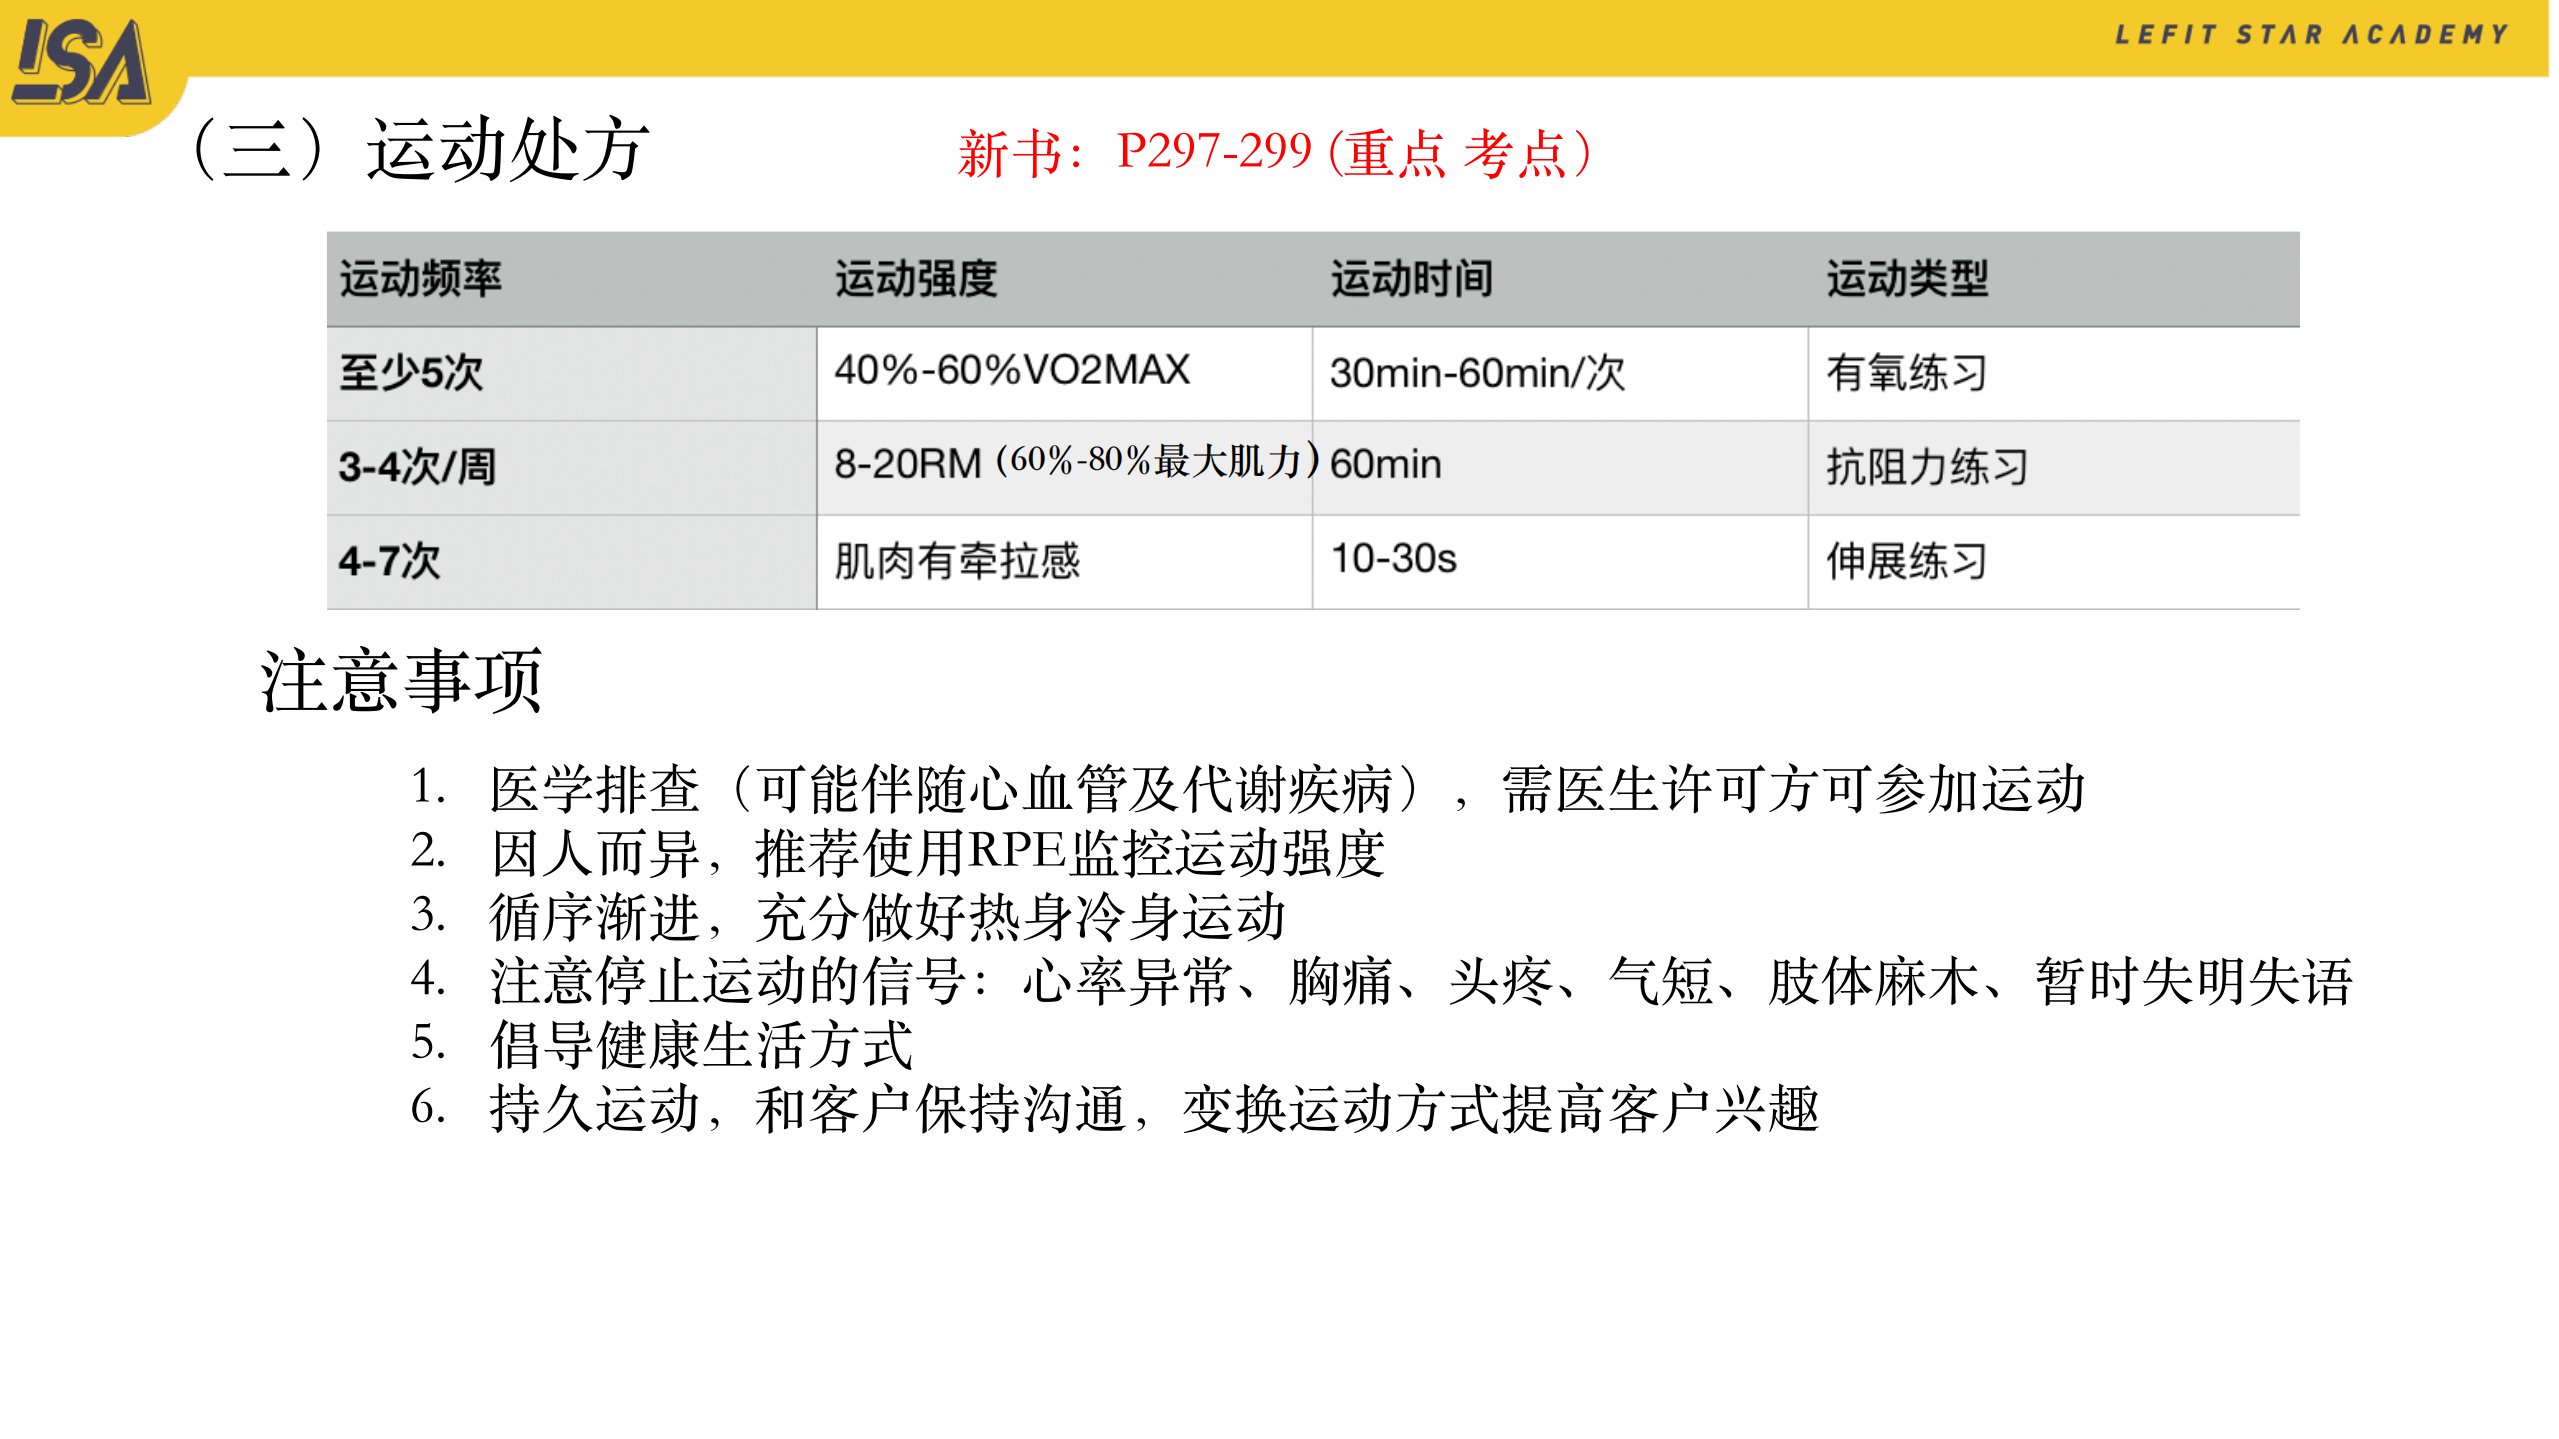 LSA
LEFIT STAR ACADEMY
（三）运动处方
新书：P297-299 (重点 考点）
运动频率 运动强度 运动时间 运动类型
至少5次 40%-60%VO2MAX 30min-60min/次 有氧练习
3-4次/周 8-20RM (60%-80%最大肌力) 60min 抗阻力练习
4-7次 肌肉有牵拉感 10-30s 伸展练习
注意事项
1. 医学排查（可能伴随心血管及代谢疾病），需医生许可方可参加运动
2. 因人而异，推荐使用RPE监控运动强度
3. 循序渐进，充分做好热身冷身运动
4. 注意停止运动的信号：心率异常、胸痛、头疼、气短、肢体麻木、暂时失明失语
5. 倡导健康生活方式
6. 持久运动，和客户保持沟通，变换运动方式提高客户兴趣